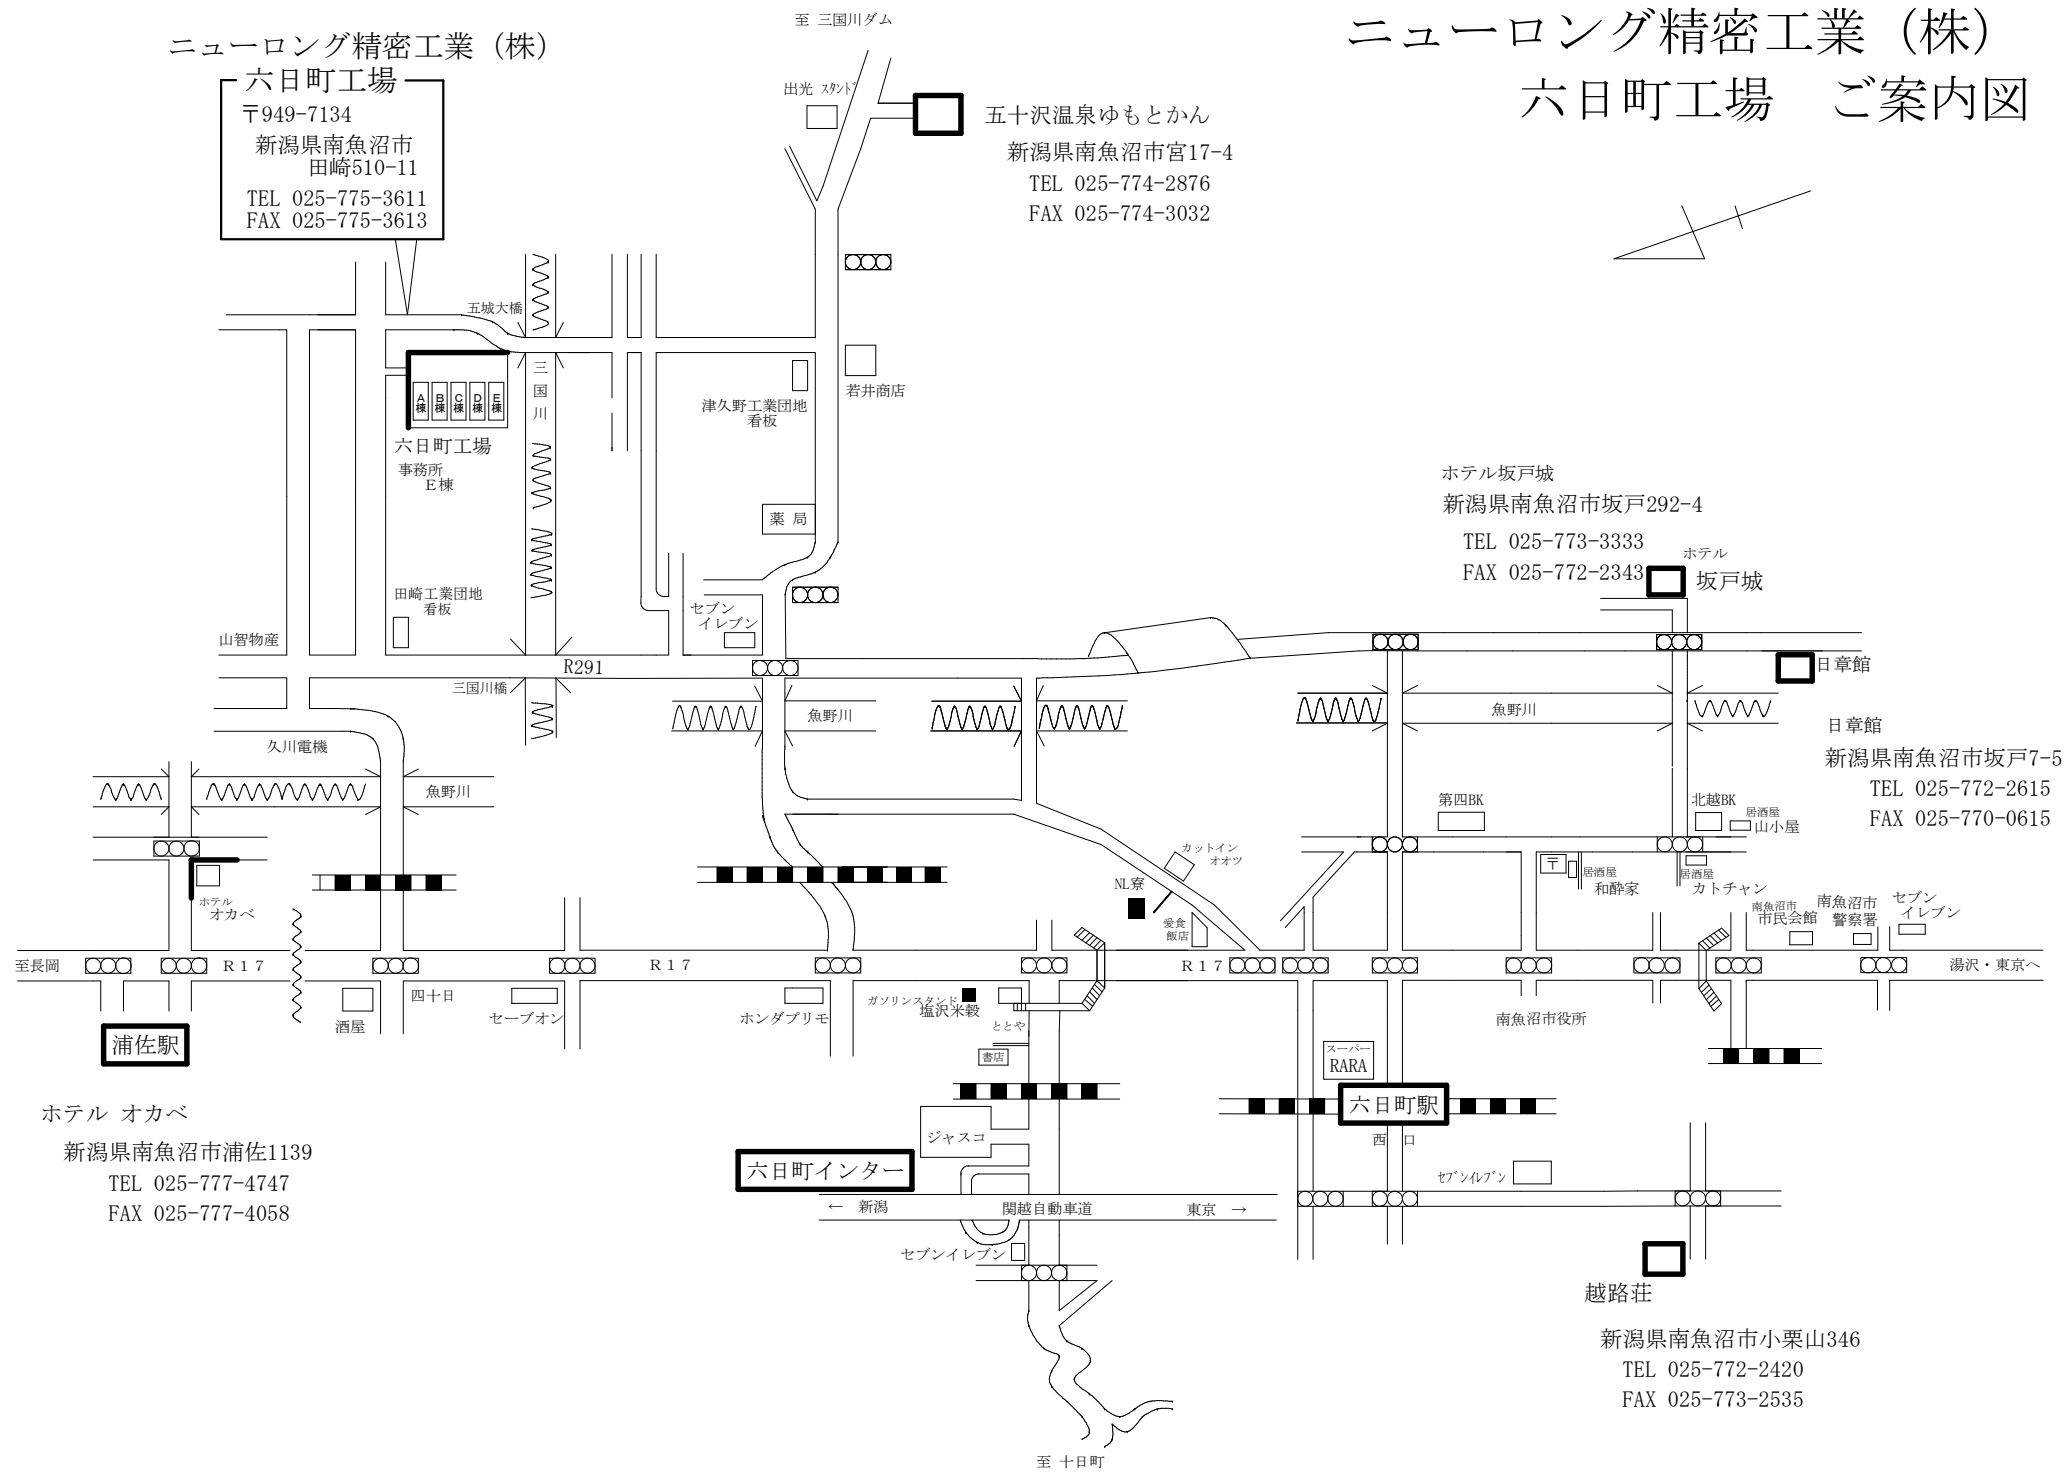 ニューロング精密工業（株）
六日町工場　ご案内図
至 三国川ダム
ニューロング精密工業（株）
六日町工場
〒949-7134
新潟県南魚沼市
田崎510-11
TEL 025-775-3611
FAX 025-775-3613
出光 スタンド
五十沢温泉ゆもとかん
新潟県南魚沼市宮17-4
TEL 025-774-2876
FAX 025-774-3032
五城大橋
三国川
A棟
B棟
C棟
D棟
E棟
六日町工場
事務所
E棟
津久野工業団地
看板
若井商店
薬 局
田崎工業団地
看板
セブン
イレブン
山智物産
R291
三国川橋
久川電機
魚野川
魚野川
魚野川
ホテル坂戸城
新潟県南魚沼市坂戸292-4
TEL 025-773-3333
FAX 025-772-2343
ホテル
坂戸城
日章館
日章館
新潟県南魚沼市坂戸7-5
TEL 025-772-2615
FAX 025-770-0615
第四BK
北越BK
居酒屋
山小屋
カットイン
オオツ
NL寮
愛食
飯店
〒
居酒屋
和酔家
居酒屋
カトチャン
南魚沼市
市民会館
南魚沼市
警察署
セブン
イレブン
ホテル
オカベ
至長岡
R１７
R１７
R１７
湯沢・東京へ
酒屋
四十日
セーブオン
ホンダプリモ
ガソリンスタンド
塩沢米穀
ととや
書店
南魚沼市役所
スーパー
RARA
浦佐駅
六日町駅
西 口
ホテル オカベ
新潟県南魚沼市浦佐1139
TEL 025-777-4747
FAX 025-777-4058
ジャスコ
六日町インター
← 新潟
関越自動車道
東京 →
セブンイレブン
セブンイレブン
越路荘
新潟県南魚沼市小栗山346
TEL 025-772-2420
FAX 025-773-2535
至 十日町